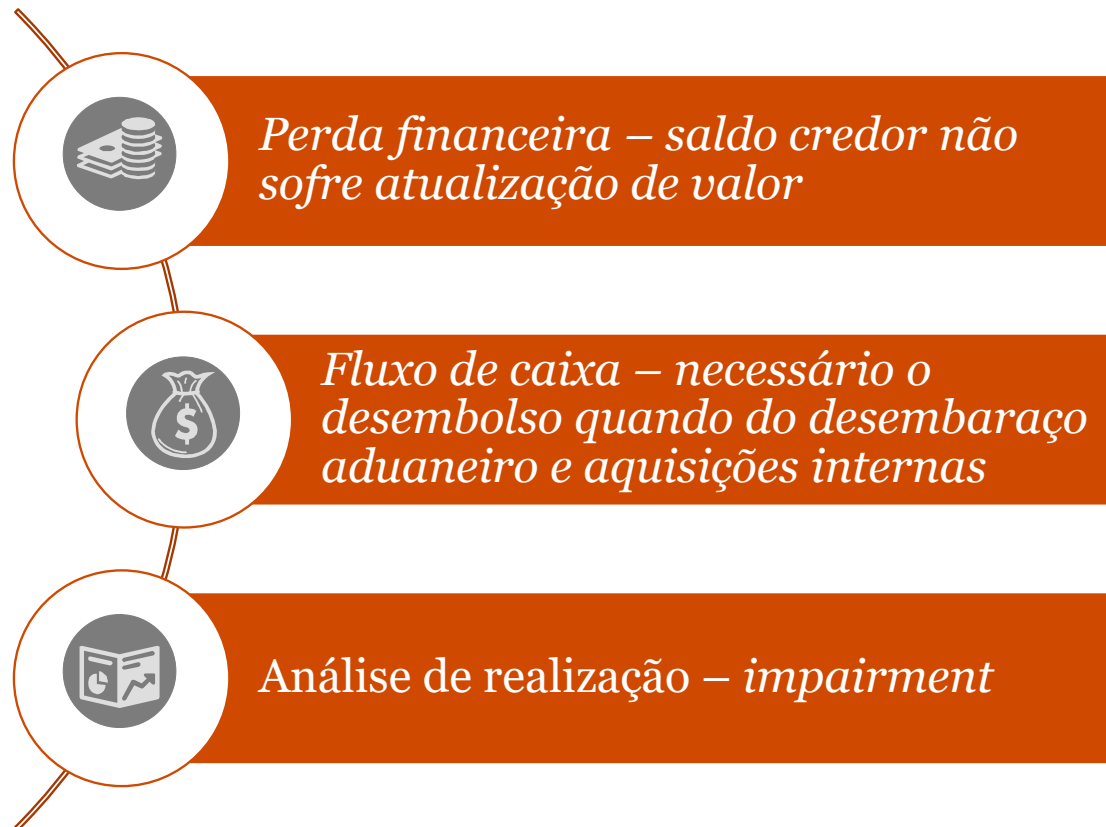 Perda financeira – saldo credor não
sofre atualização de valor
Fluxo de caixa – necessário o
desembolso quando do desembaraço
aduaneiro e aquisições internas
$
Análise de realização – impairment